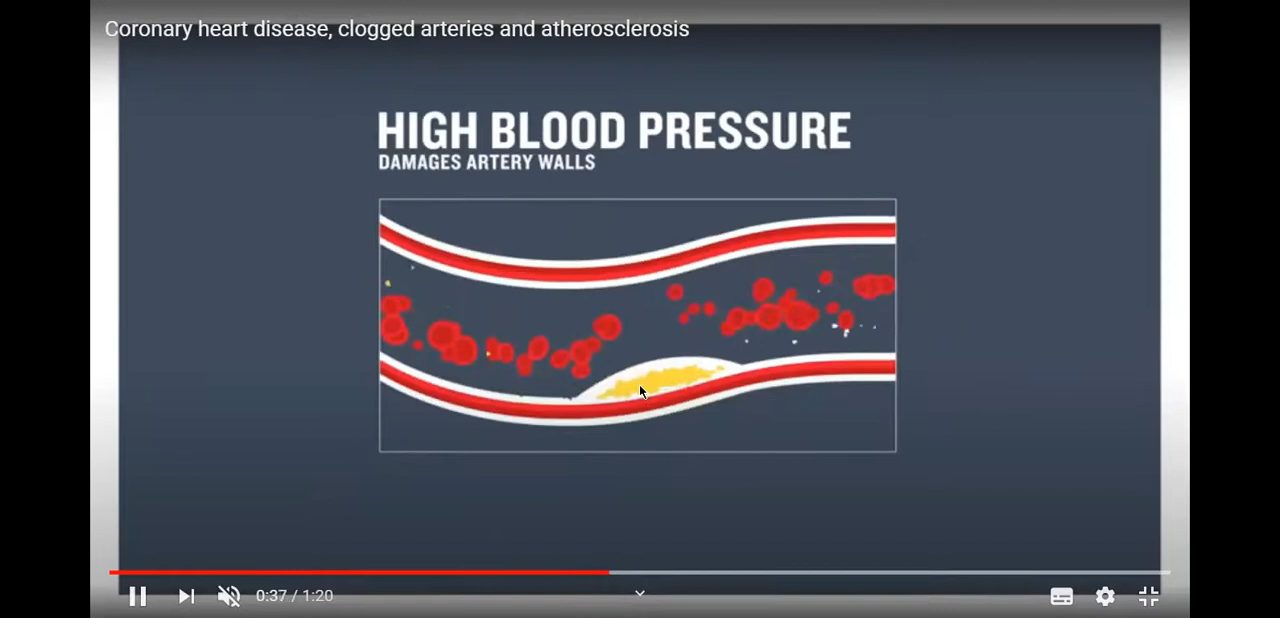 Coronary heart disease, clogged arteries and atherosclerosis
HIGH BLOOD PRESSURE
DAMAGES ARTERY WALLS
0:37 / 1:20